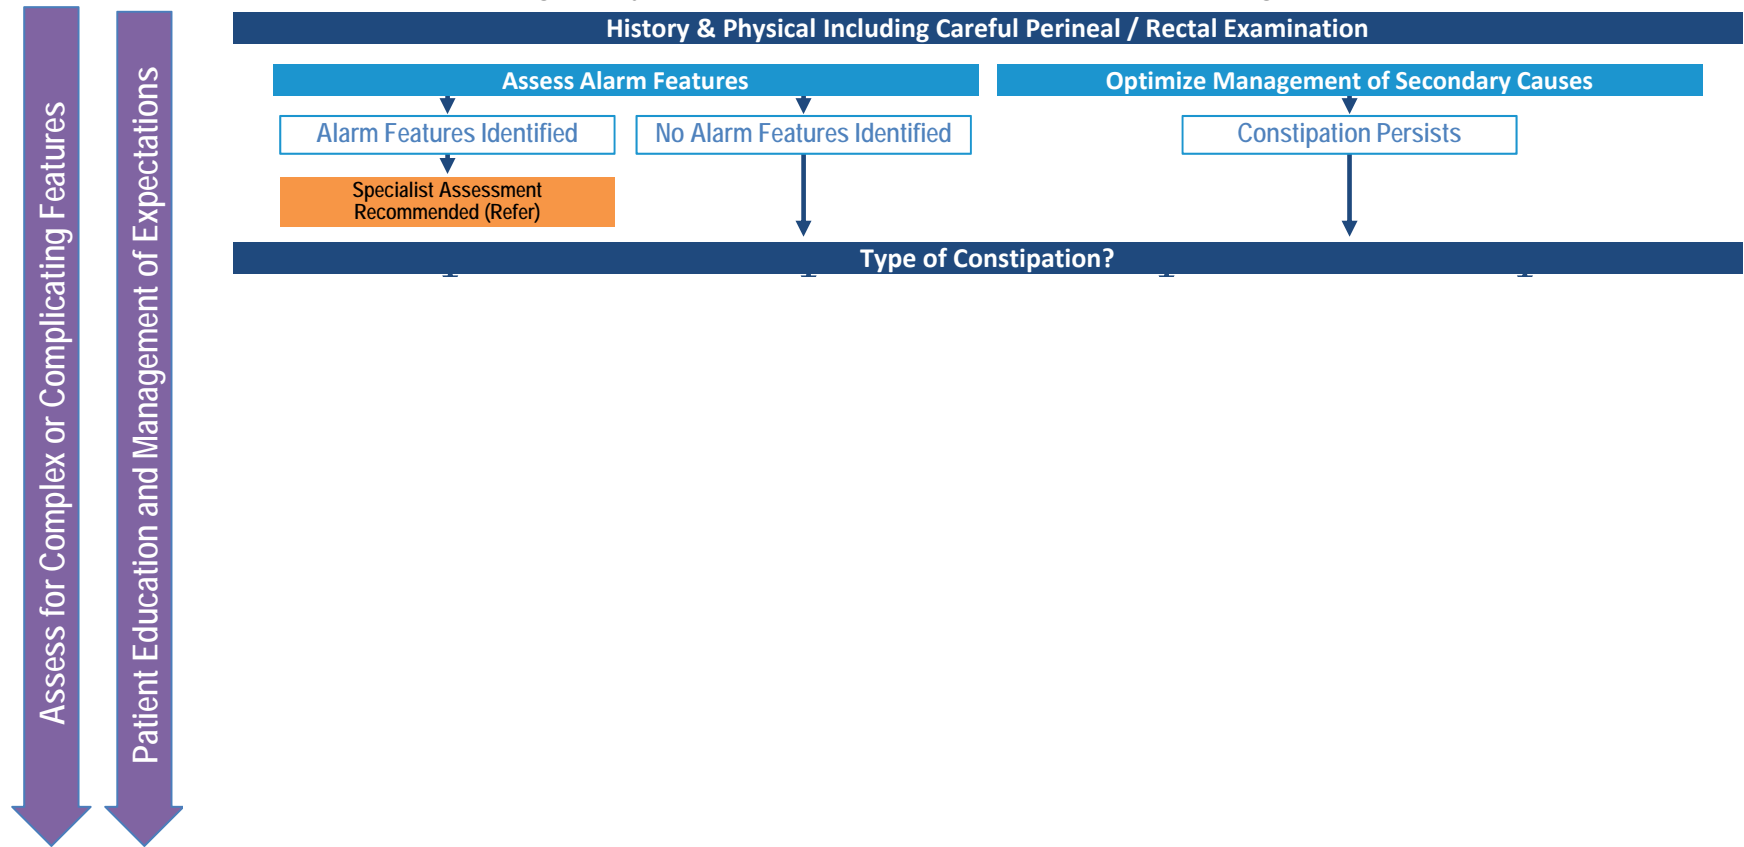 History & Physical Including Careful Perineal / Rectal Examination
Assess Alarm Features
Optimize Management of Secondary Causes
Alarm Features Identified
No Alarm Features Identified
Constipation Persists
Specialist Assessment
Recommended (Refer)
Type of Constipation?
Assess for Complex or Complicating Features
Patient Education and Management of Expectations